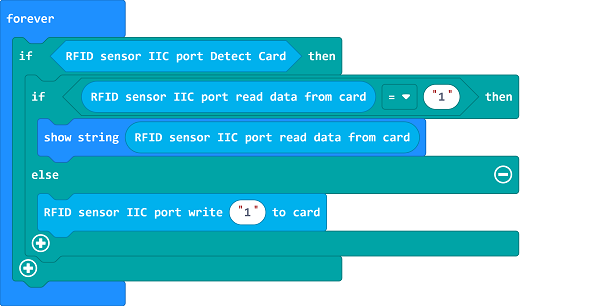 forever
if RFID sensor IIC port Detect Card then
if RFID sensor IIC port read data from card = "1" then
show string RFID sensor IIC port read data from card
else
RFID sensor IIC port write "1" to card